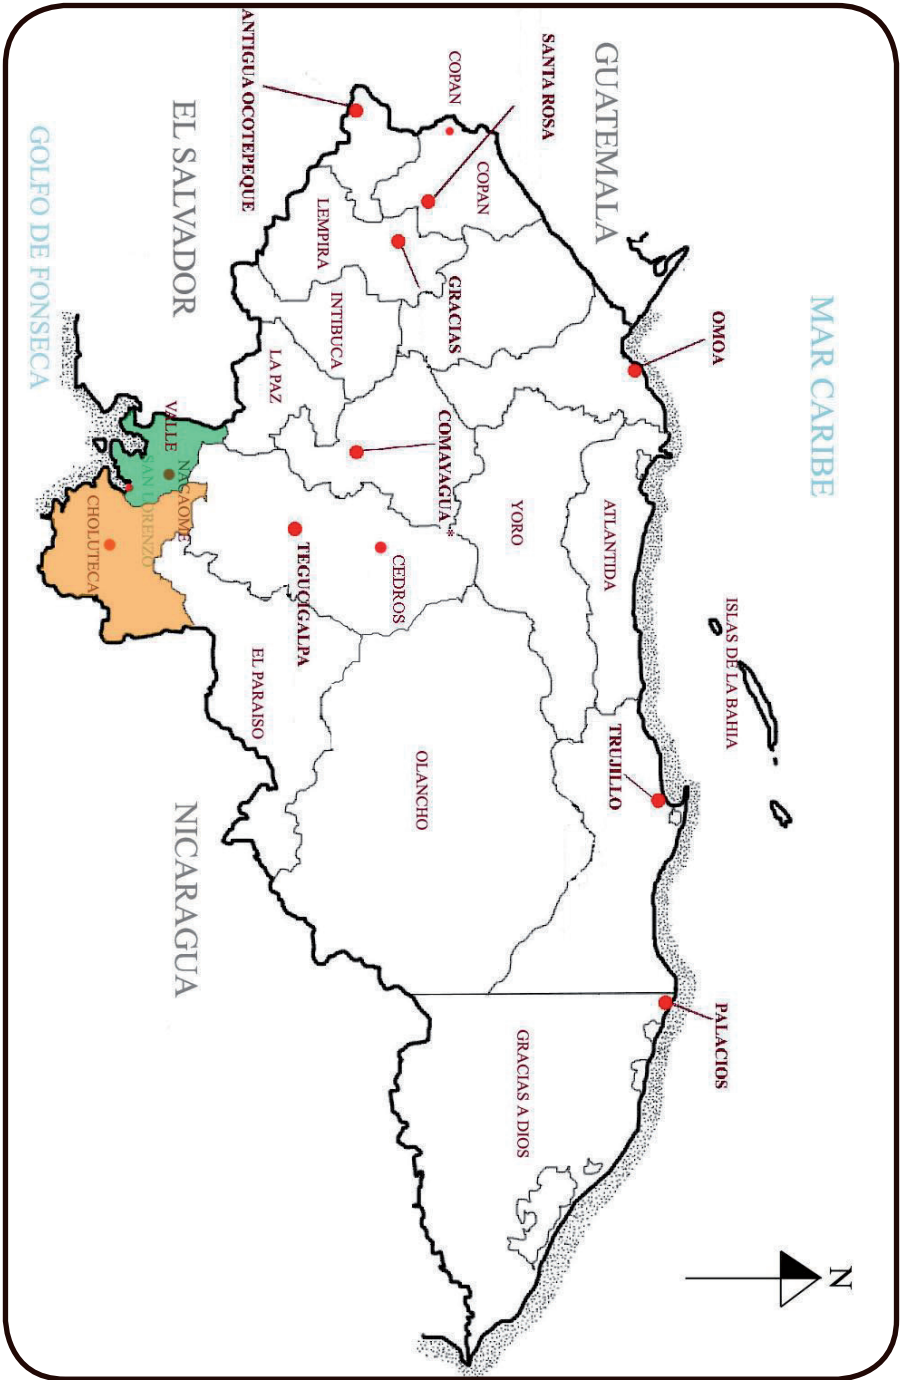 MAR CARIBE
N
GUATEMALA
OMOA
ISLAS DE LA BAHIA
PALACIOS
SANTA ROSA
TRUJILLO
ATLANTIDA
YORO
GRACIAS A DIOS
COPAN
COPAN
GRACIAS
COMAYAGUA*
CEDROS
OLANCHO
LEMPIRA
INTIBUCA
TEGUCIGALPA
LA PAZ
EL PARAISO
ANTIGUA OCOTEPEQUE
EL SALVADOR
VALLE
NACAOME
SAN LORENZO
CHOLUTECA
NICARAGUA
GOLFO DE FONSECA